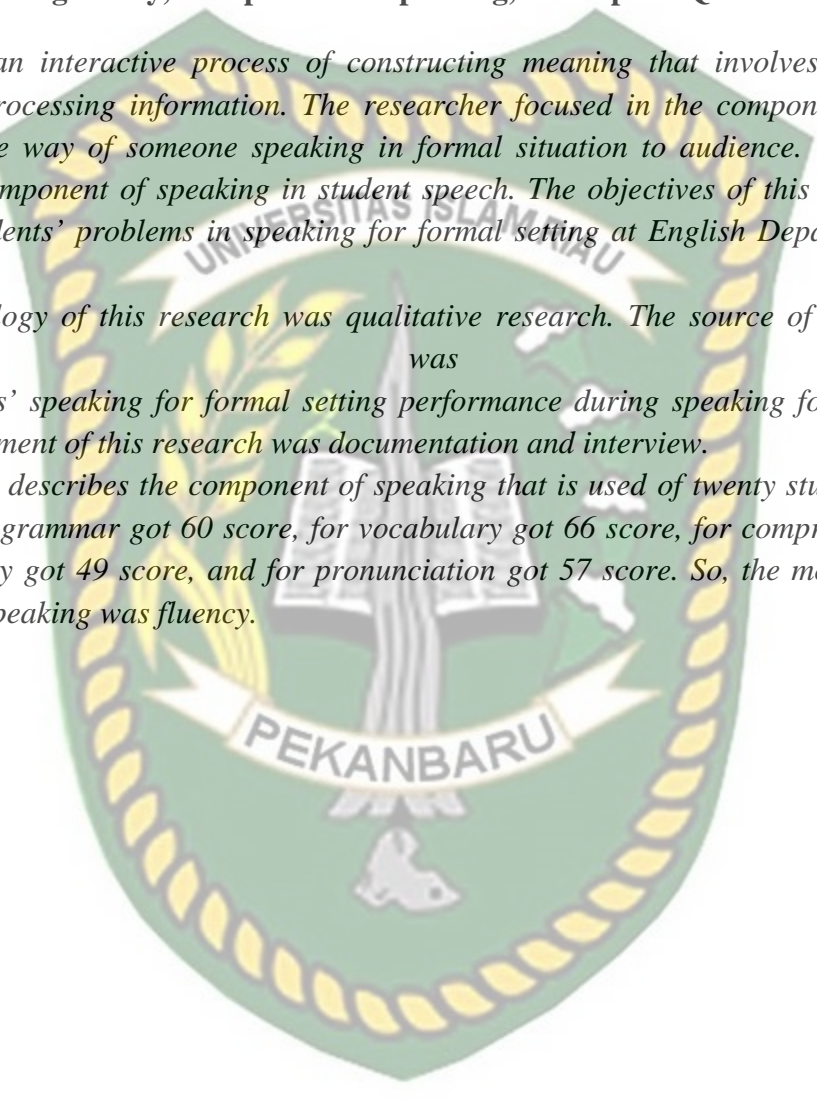 an interactive process of constructing meaning that involves
rocessing information. The researcher focused in the compon
e way of someone speaking in formal situation to audience.
mponent of speaking in student speech. The objectives of this
lents' problems in speaking for formal setting at English Depa
logy of this research was qualitative research. The source of
was
s' speaking for formal setting performance during speaking fo
ment of this research was documentation and interview.
describes the component of speaking that is used of twenty stu
grammar got 60 score, for vocabulary got 66 score, for compr
y got 49 score, and for pronunciation got 57 score. So, the m
peaking was fluency.
UNIVERSITAS ISLAM RIAU
PEKANBARU